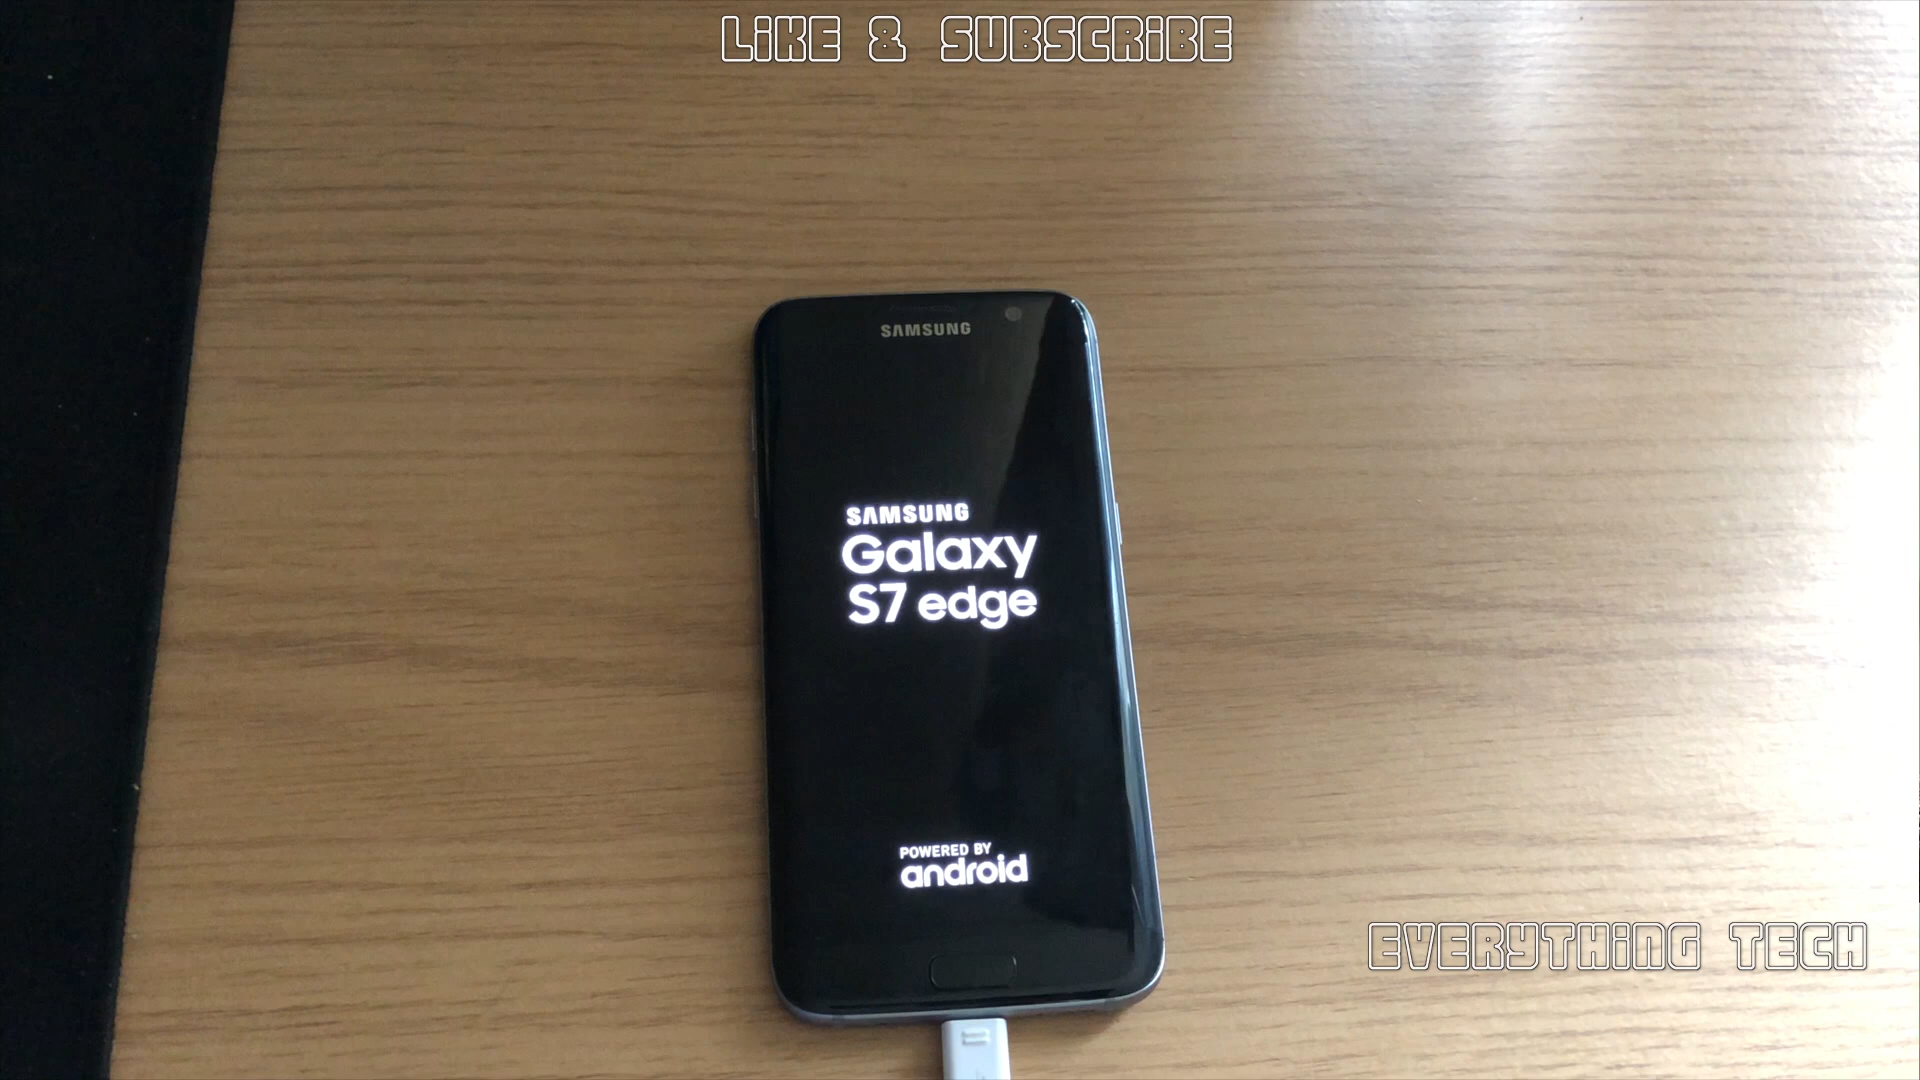 LIKE & SUBSCRIBE
SAMSUNG
SAMSUNG
Galaxy
S7 edge
POWERED BY
android
EVERYTHING TECH